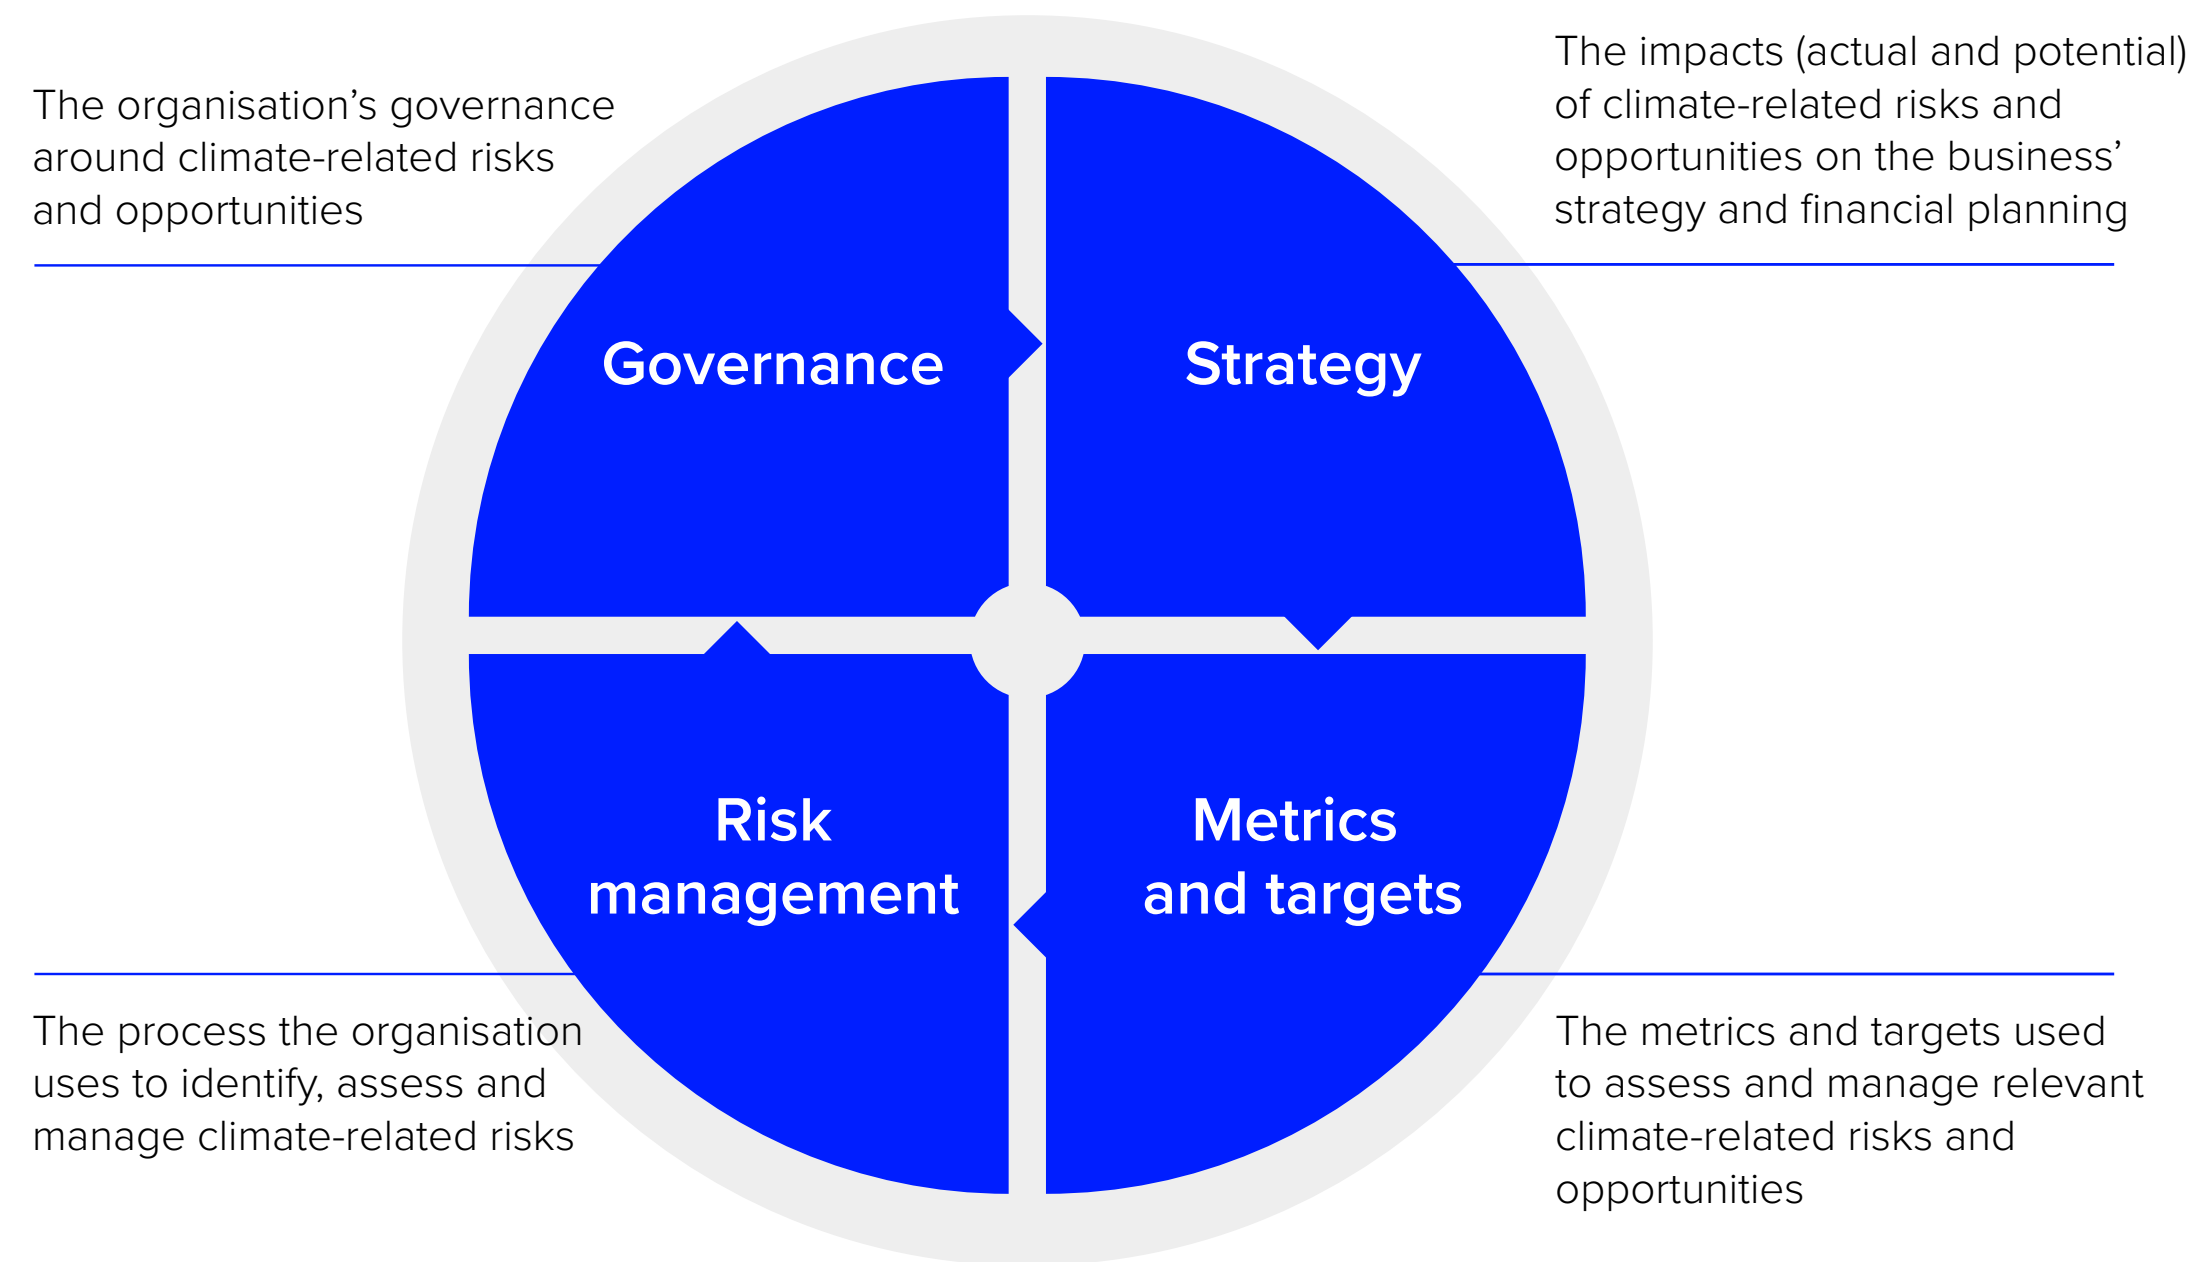 The organisation’s governance
around climate-related risks
and opportunities
The impacts (actual and potential)
of climate-related risks and
opportunities on the business’
strategy and financial planning
Governance
Strategy
Risk
management
Metrics
and targets
The process the organisation
uses to identify, assess and
manage climate-related risks
The metrics and targets used
to assess and manage relevant
climate-related risks and
opportunities